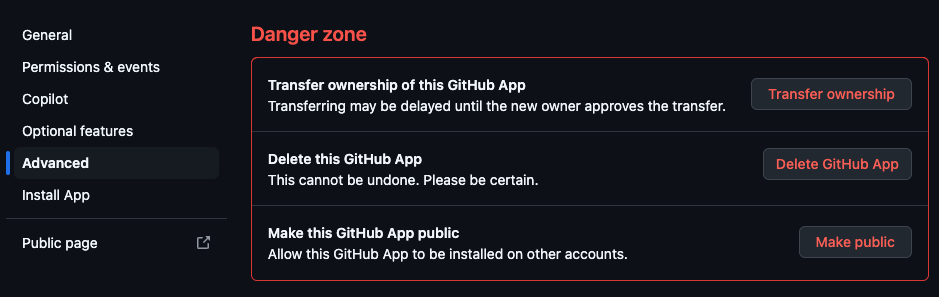 General
Permissions & events
Copilot
Optional features
Advanced
Install App
Public page
Danger zone
Transfer ownership of this GitHub App
Transferring may be delayed until the new owner approves the transfer.
Transfer ownership
Delete this GitHub App
This cannot be undone. Please be certain.
Delete GitHub App
Make this GitHub App public
Allow this GitHub App to be installed on other accounts.
Make public